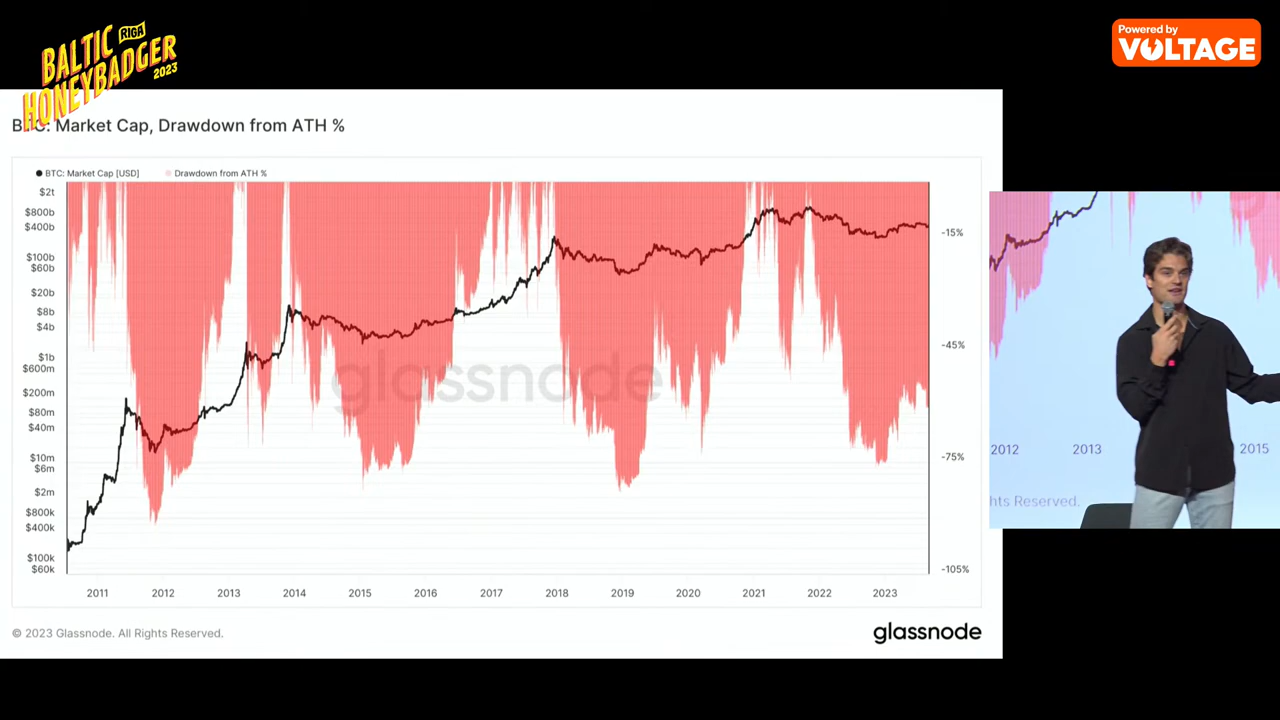 BALTIC
RIGA
HONEYBADGER
2023
Powered by
VOLTAGE
BTC: Market Cap, Drawdown from ATH %
BTC: Market Cap [USD]
Drawdown from ATH %
$2t
$800b
$400b
$100b
$60b
$20b
$8b
$4b
$1b
$600m
$200m
$80m
$40m
$10m
$6m
$2m
$800k
$400k
$100k
$60k
-15%
-45%
-75%
-105%
glassnode
2011 2012 2013 2014 2015 2016 2017 2018 2019 2020 2021 2022 2023
© 2023 Glassnode. All Rights Reserved.
glassnode
2012 2013 2015
hts Reserved.